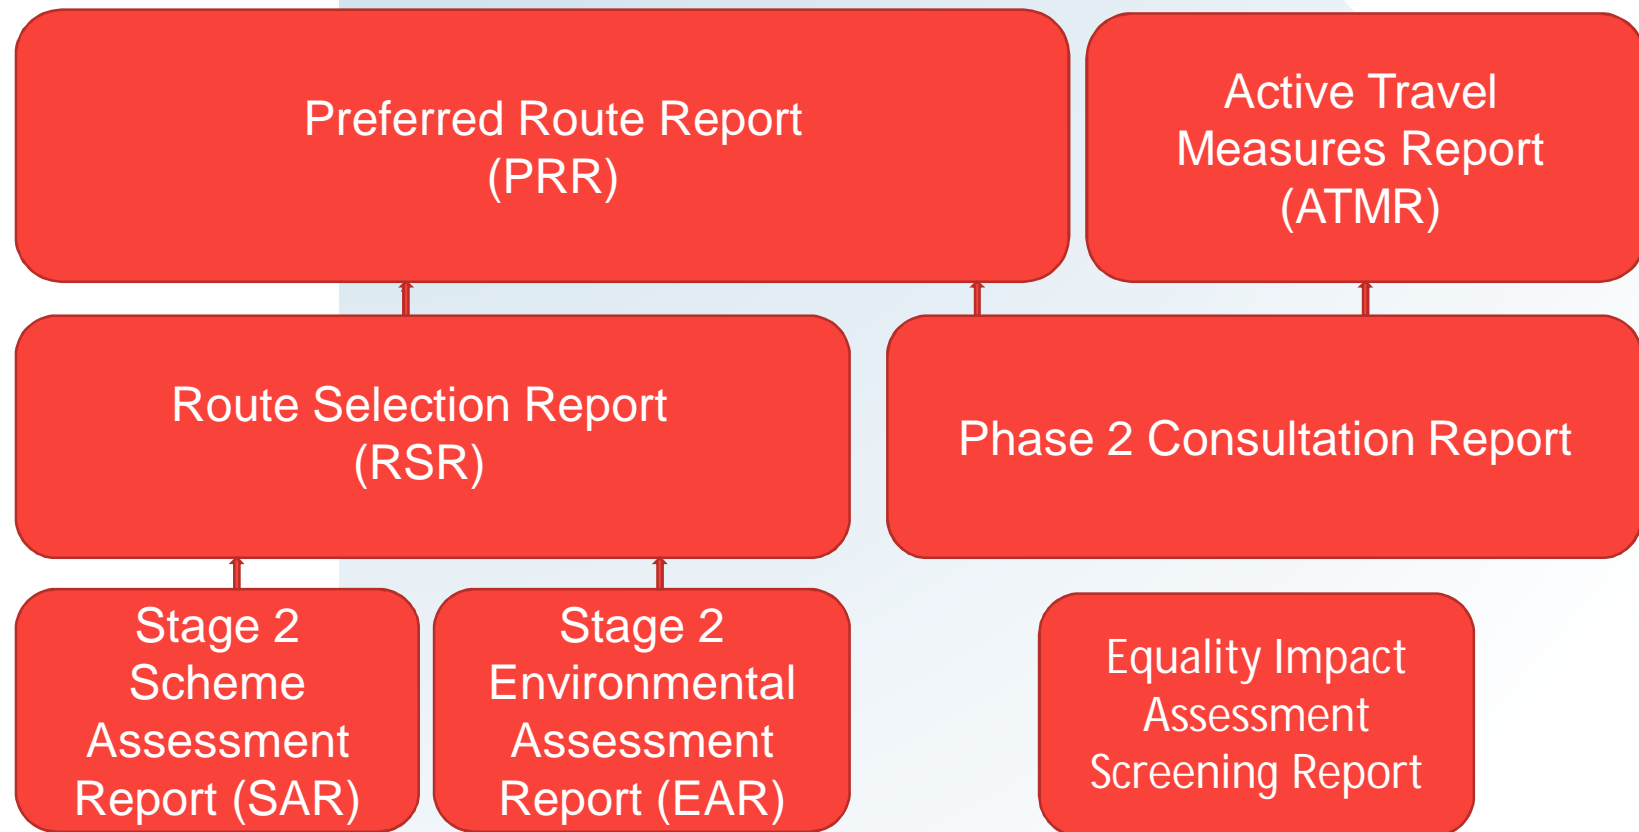 Preferred Route Report
(PRR)
Active Travel
Measures Report
(ATMR)
Route Selection Report
(RSR)
Phase 2 Consultation Report
Stage 2
Scheme
Assessment
Report (SAR)
Stage 2
Environmental
Assessment
Report (EAR)
Equality Impact
Assessment
Screening Report